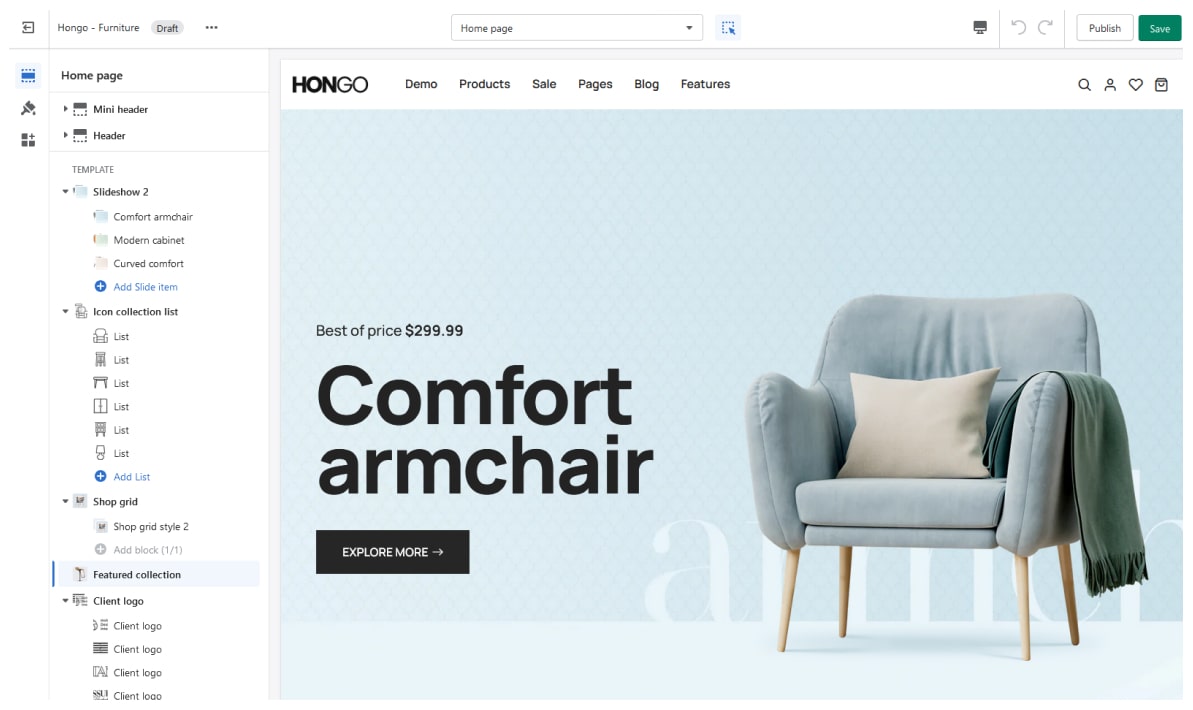 Hongo - Furniture Draft ...
Home page
Publish
Save
Home page
Mini header
Header
TEMPLATE
Slideshow 2
Comfort armchair
Modern cabinet
Curved comfort
Add Slide item
Icon collection list
List
List
List
List
List
List
Add List
Shop grid
Shop grid style 2
Add block (1/1)
Featured collection
Client logo
Client logo
Client logo
Client logo
Client logo
HONGO
Demo Products Sale Pages Blog Features
Best of price $299.99
Comfort
armchair
EXPLORE MORE →
armch